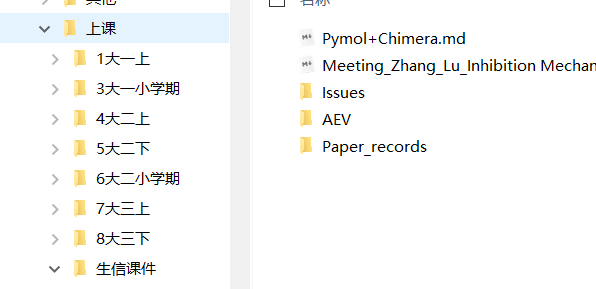 其他
上课
1大一上
3大一小学期
4大二上
5大二下
6大二小学期
7大三上
8大三下
生信课件
名称
Pymol+Chimera.md
Meeting_Zhang_Lu_Inhibition Mechan
Issues
AEV
Paper_records